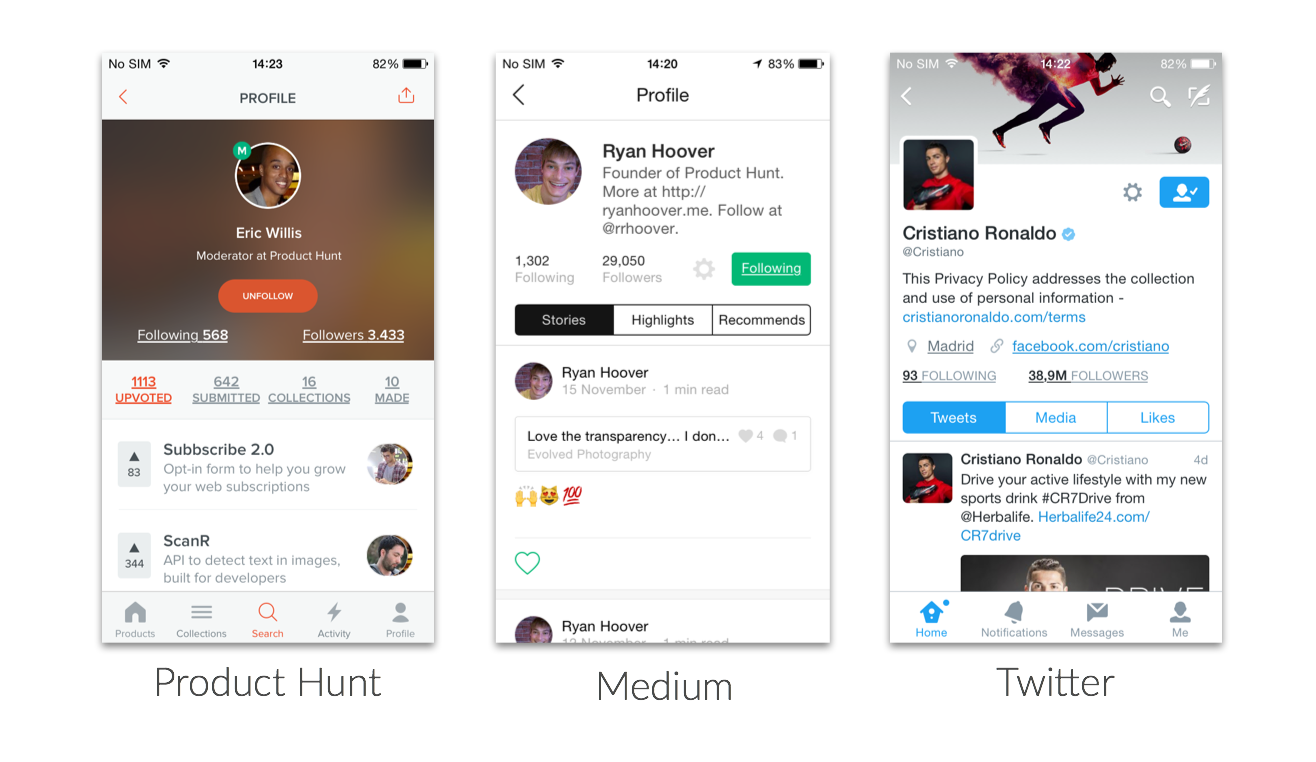 No SIM 14:23 82%
PROFILE
M
Eric Willis
Moderator at Product Hunt
UNFOLLOW
Following 568 Followers 3.433
1113 642 16 10
UPVOTED SUBMITTED COLLECTIONS MADE
Subbscribe 2.0
83 Opt-in form to help you grow
your web subscriptions
ScanR
344 API to detect text in images,
built for developers
Products Collections Search Activity Profile
Product Hunt
No SIM 14:20 83%
Profile
Ryan Hoover
Founder of Product Hunt.
More at http://
ryanhoover.me. Follow at
@rrhoover.
1,302 29,050
Following Followers Following
Stories Highlights Recommends
Ryan Hoover
15 November · 1 min read
Love the transparency... I don... 4 1
Evolved Photography
🙌😻💯
Ryan Hoover
12 November · 1 min read
Medium
No SIM 14:22 82%
Cristiano Ronaldo
@Cristiano
This Privacy Policy addresses the collection
and use of personal information -
cristianoronaldo.com/terms
Madrid facebook.com/cristiano
93 FOLLOWING 38,9M FOLLOWERS
Tweets Media Likes
Cristiano Ronaldo @Cristiano 4d
Drive your active lifestyle with my new
sports drink #CR7Drive from
@Herbalife. Herbalife24.com/
CR7drive
DRIVE
Home Notifications Messages Me
Twitter